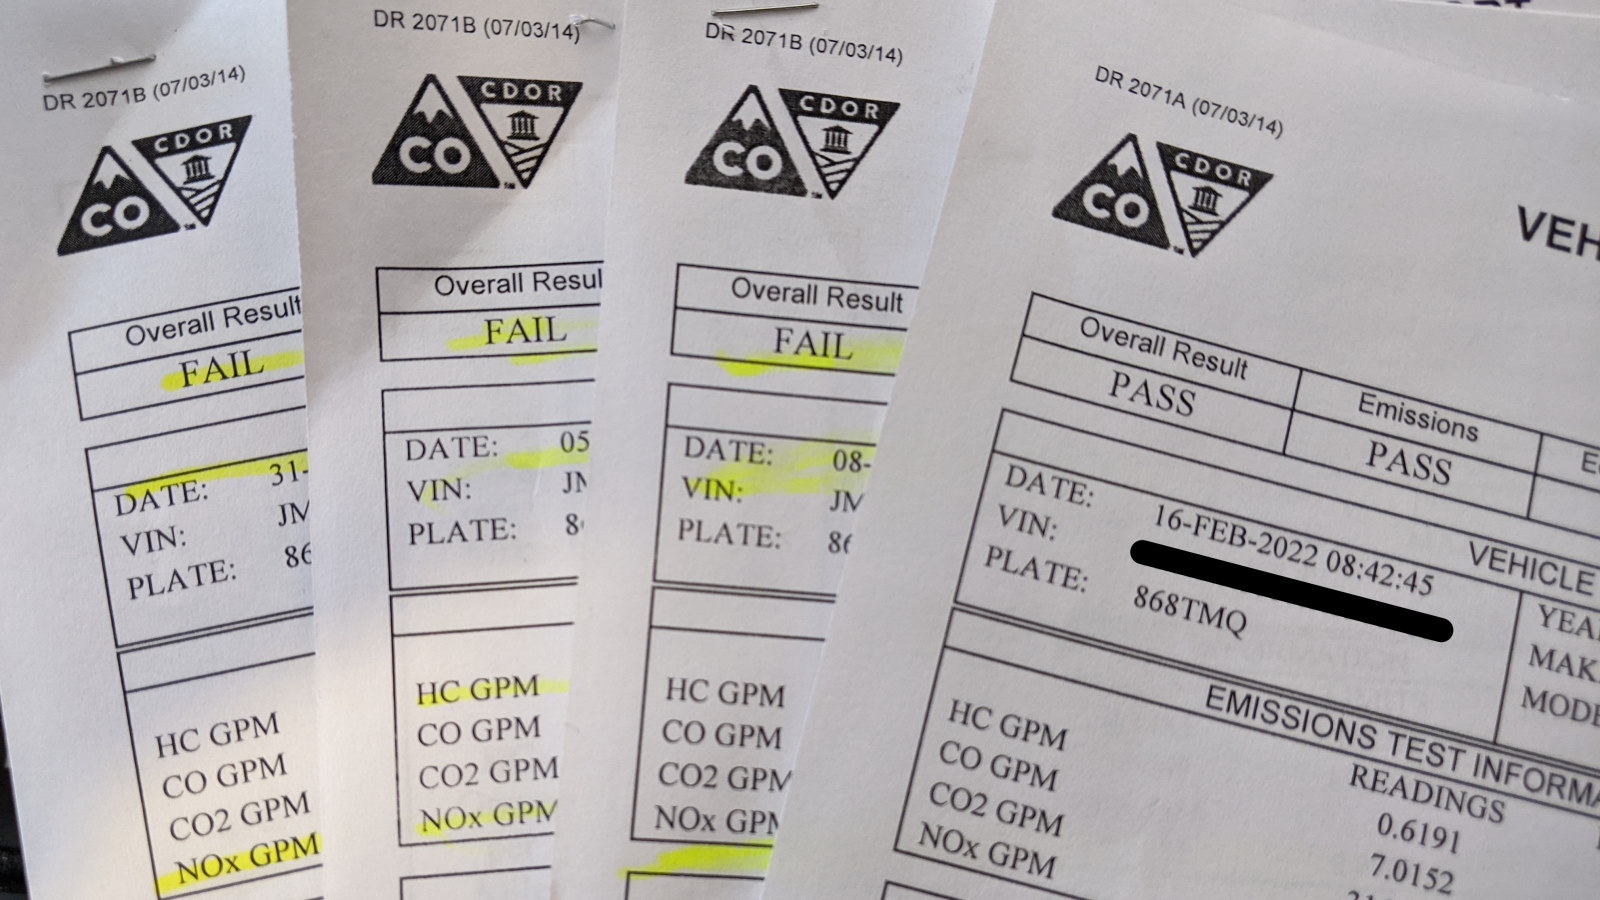 DR 2071B (07/03/14)
CO
CDOR
Overall Result
FAIL
DATE: 31-
VIN: JM
PLATE: 86
HC GPM
CO GPM
CO2 GPM
NOx GPM
DR 2071B (07/03/14)
CO
CDOR
Overall Resul
FAIL
DATE: 05
VIN: JM
PLATE: 8
HC GPM
CO GPM
CO2 GPM
NOx GPM
DR 2071B (07/03/14)
CO
CDOR
Overall Result
FAIL
DATE: 08-
VIN: JM
PLATE: 86
HC GPM
CO GPM
CO2 GPM
NOx GPM
DR 2071A (07/03/14)
CO
CDOR
VEH
Overall Result Emissions
PASS PASS
VEHICLE
DATE: 16-FEB-2022 08:42:45
VIN:
PLATE: 868TMQ
YEA
MAK
MODE
EMISSIONS TEST INFORMA
READINGS
HC GPM 0.6191
CO GPM 7.0152
CO2 GPM
NOx GPM